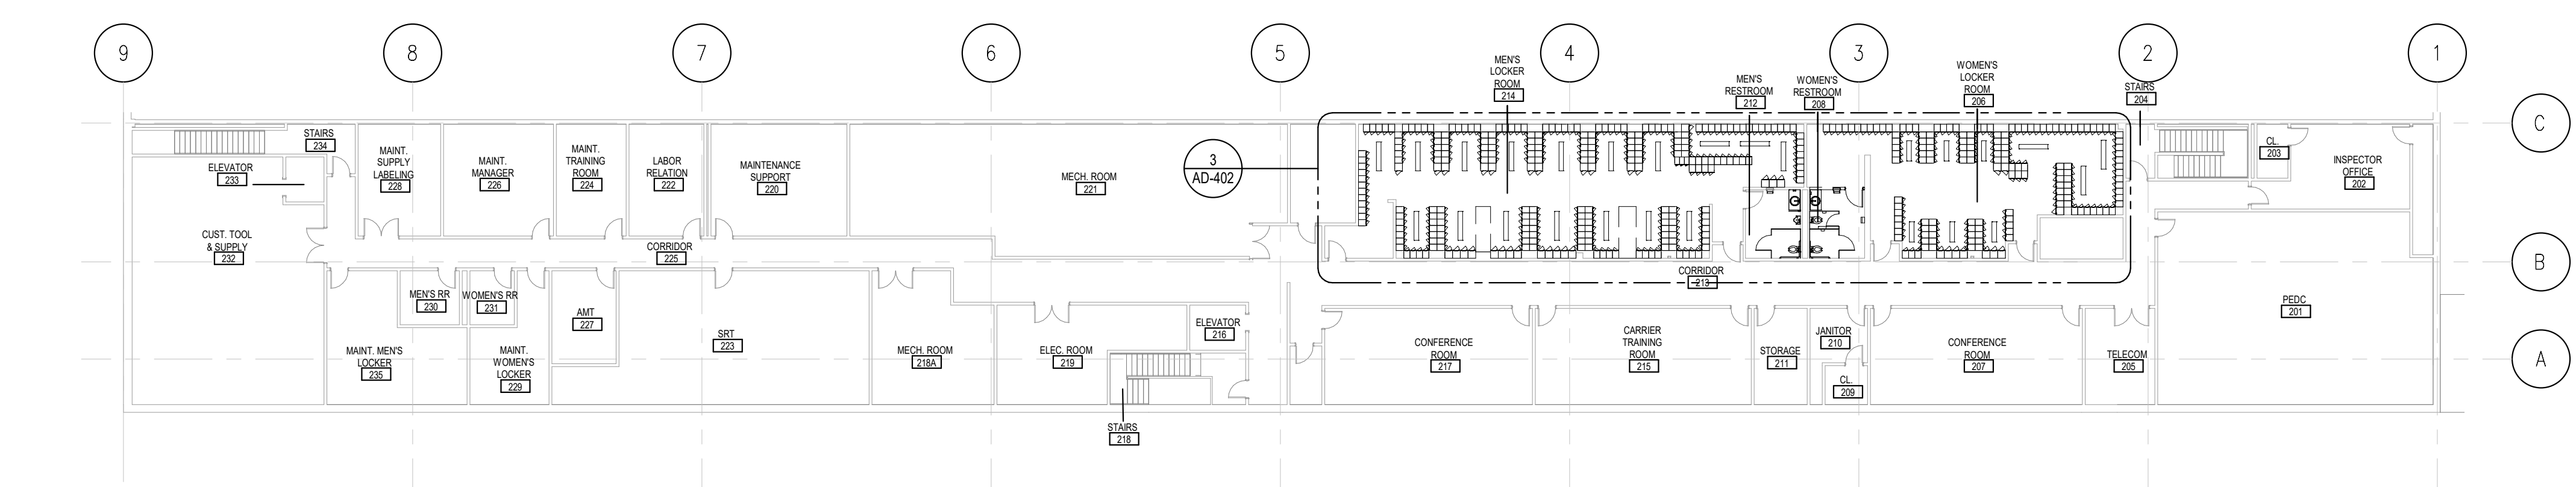 9
8
7
6
5
4
3
2
1
C
B
A
MEN'S
LOCKER
ROOM
214
MEN'S
RESTROOM
212
WOMEN'S
RESTROOM
208
WOMEN'S
LOCKER
ROOM
206
STAIRS
204
3
AD-402
STAIRS
234
ELEVATOR
233
MAINT.
SUPPLY
LABELING
228
MAINT.
MANAGER
226
MAINT.
TRAINING
ROOM
224
LABOR
RELATION
222
MAINTENANCE
SUPPORT
220
MECH. ROOM
221
CL.
203
INSPECTOR
OFFICE
202
CUST. TOOL
& SUPPLY
232
CORRIDOR
225
CORRIDOR
213
MEN'S RR
230
WOMEN'S RR
231
AMT
227
SRT
223
MAINT. MEN'S
LOCKER
235
MAINT.
WOMEN'S
LOCKER
229
MECH. ROOM
218A
ELEC. ROOM
219
ELEVATOR
216
STAIRS
218
CONFERENCE
ROOM
217
CARRIER
TRAINING
ROOM
215
STORAGE
211
JANITOR
210
CL.
209
CONFERENCE
ROOM
207
TELECOM
205
PEDC
201